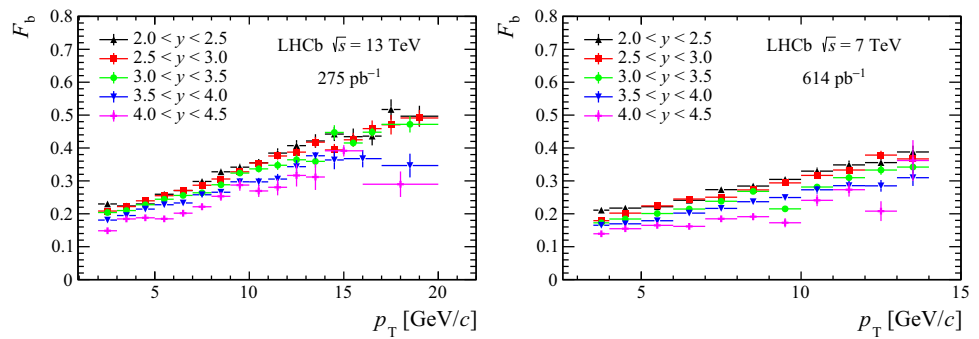 F_b
0.8
0.6
0.4
0.2
0
LHCb √s = 13 TeV
275 pb⁻¹
2.0 < y < 2.5
2.5 < y < 3.0
3.0 < y < 3.5
3.5 < y < 4.0
4.0 < y < 4.5
0.7
0.5
0.3
0.1
5 10 15 20
p_T [GeV/c]
F_b
0.8
0.7
0.6
0.5
0.4
0.3
0.2
0.1
0
LHCb √s = 7 TeV
614 pb⁻¹
2.0 < y < 2.5
2.5 < y < 3.0
3.0 < y < 3.5
3.5 < y < 4.0
4.0 < y < 4.5
5 10 15
p_T [GeV/c]